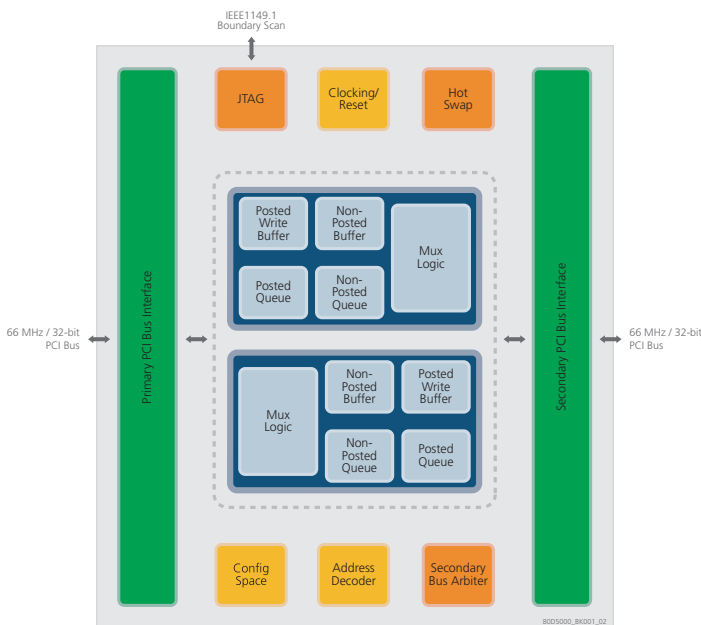 IEEE1149.1
Boundary Scan
JTAG
Clocking/
Reset
Hot
Swap
Primary PCI Bus Interface
Secondary PCI Bus Interface
66 MHz / 32-bit
PCI Bus
66 MHz / 32-bit
PCI Bus
Posted
Write
Buffer
Non-
Posted
Buffer
Mux
Logic
Posted
Queue
Non-
Posted
Queue
Mux
Logic
Non-
Posted
Buffer
Posted
Write
Buffer
Non-
Posted
Queue
Posted
Queue
Config
Space
Address
Decoder
Secondary
Bus Arbiter
80D5000_BK001_02